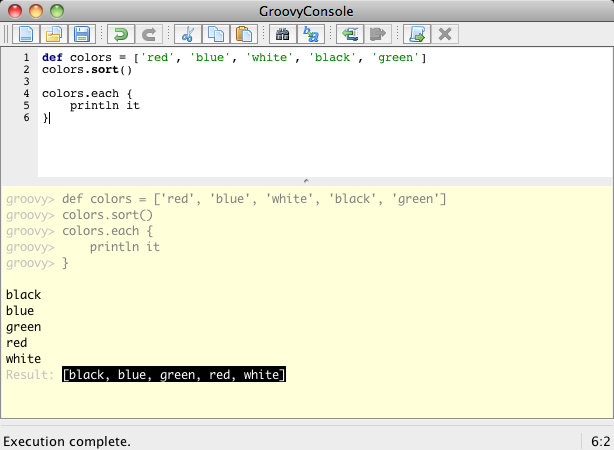 GroovyConsole
1 def colors = ['red', 'blue', 'white', 'black', 'green']
2 colors.sort()
3
4 colors.each {
5     println it
6 }
groovy> def colors = ['red', 'blue', 'white', 'black', 'green']
groovy> colors.sort()
groovy> colors.each {
groovy>     println it
groovy> }
black
blue
green
red
white
Result: [black, blue, green, red, white]
Execution complete. 6:2